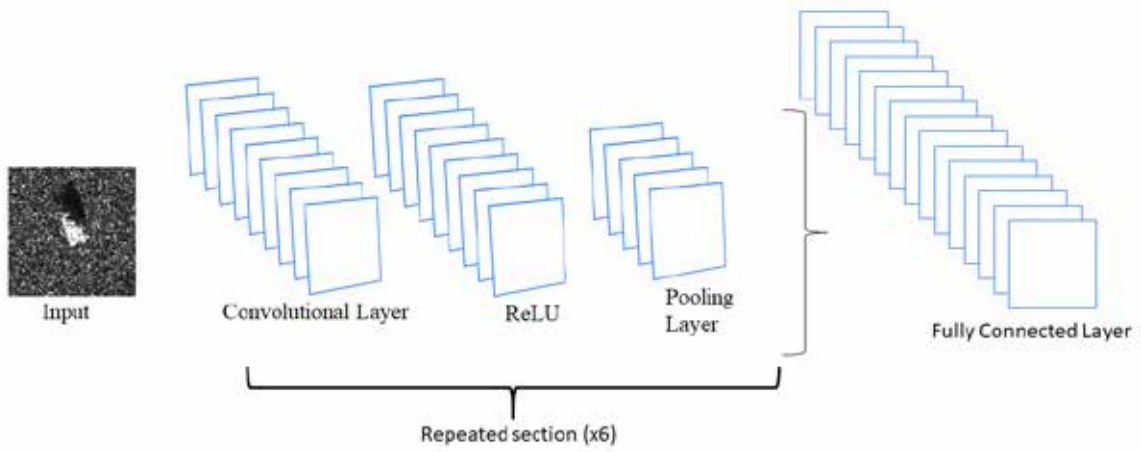 Input
Convolutional Layer
ReLU
Pooling
Layer
Fully Connected Layer
Repeated section (x6)